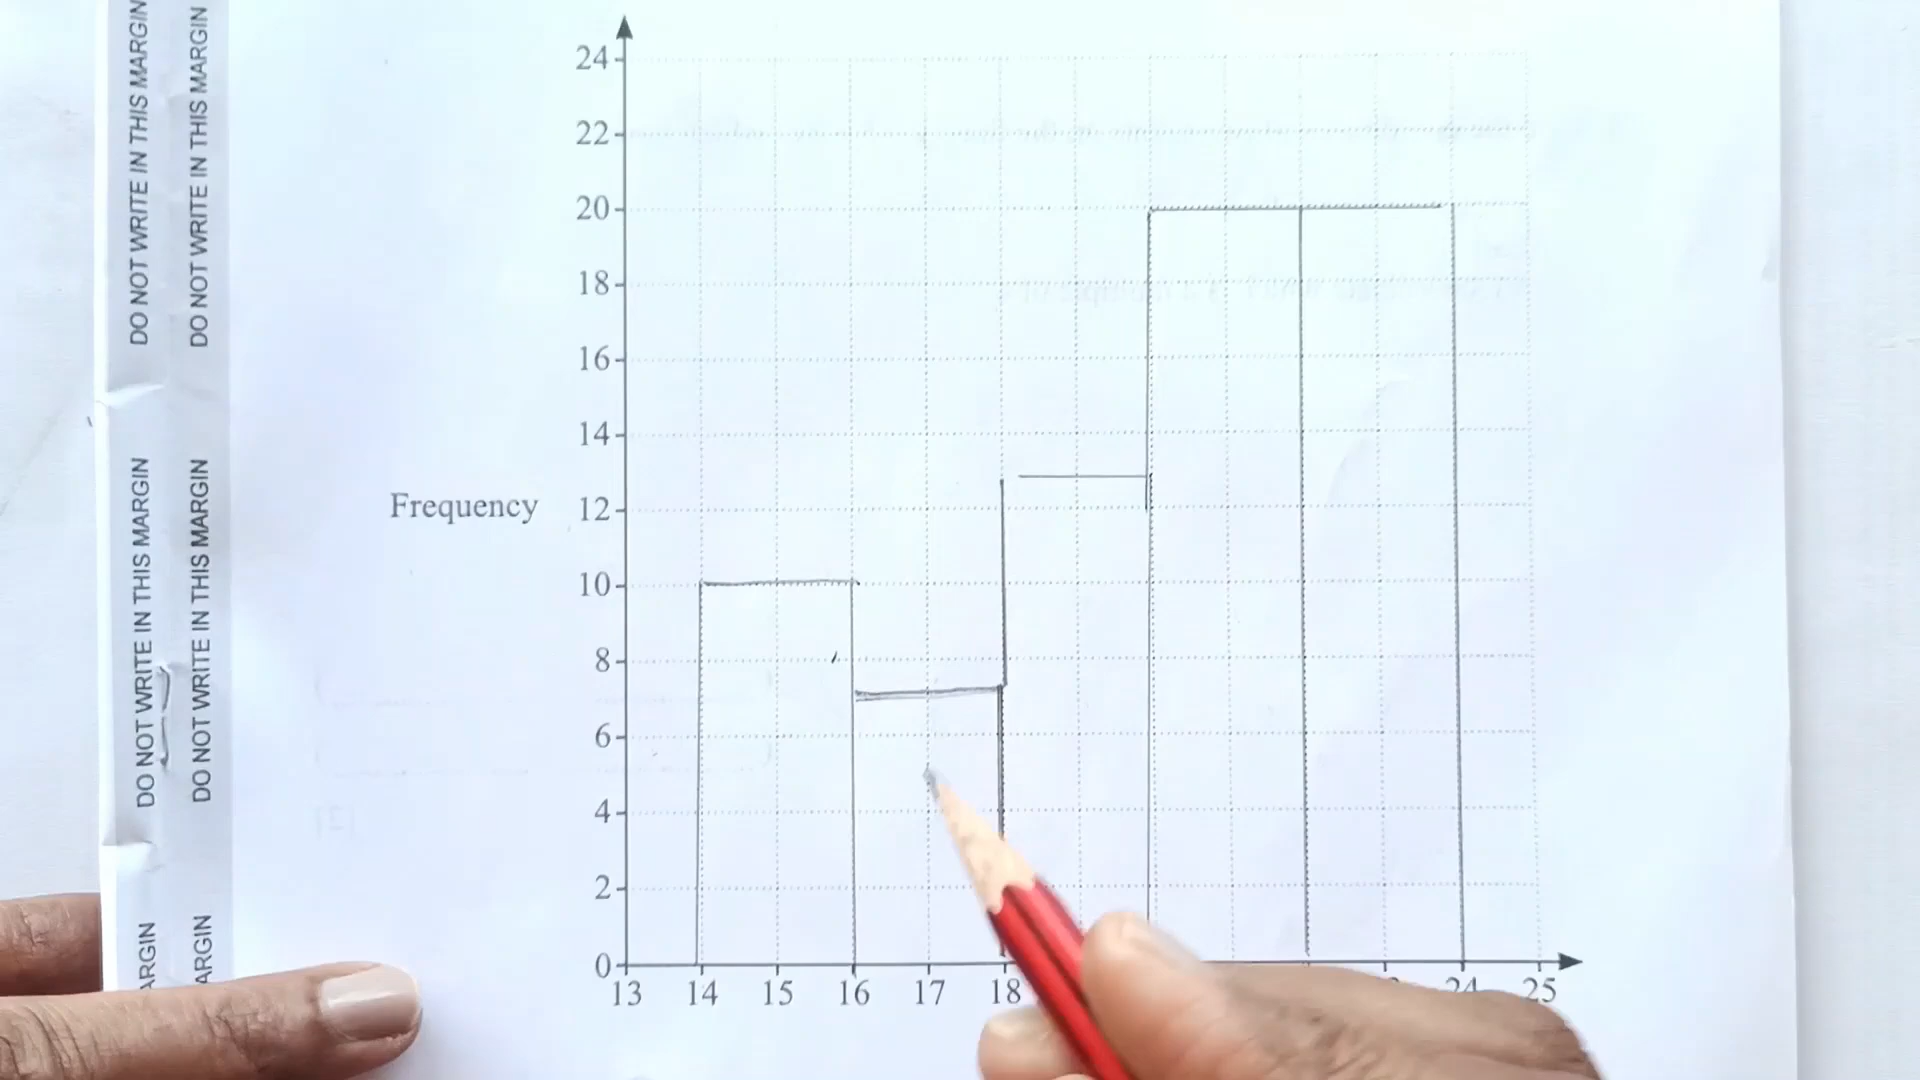 DO NOT WRITE IN THIS MARGIN
DO NOT WRITE IN THIS MARGIN
DO NOT WRITE IN THIS MARGIN
DO NOT WRITE IN THIS MARGIN
ARGIN
ARGIN
24
22
20
18
16
14
Frequency 12
10
8
6
4
2
0
13 14 15 16 17 18 24 25